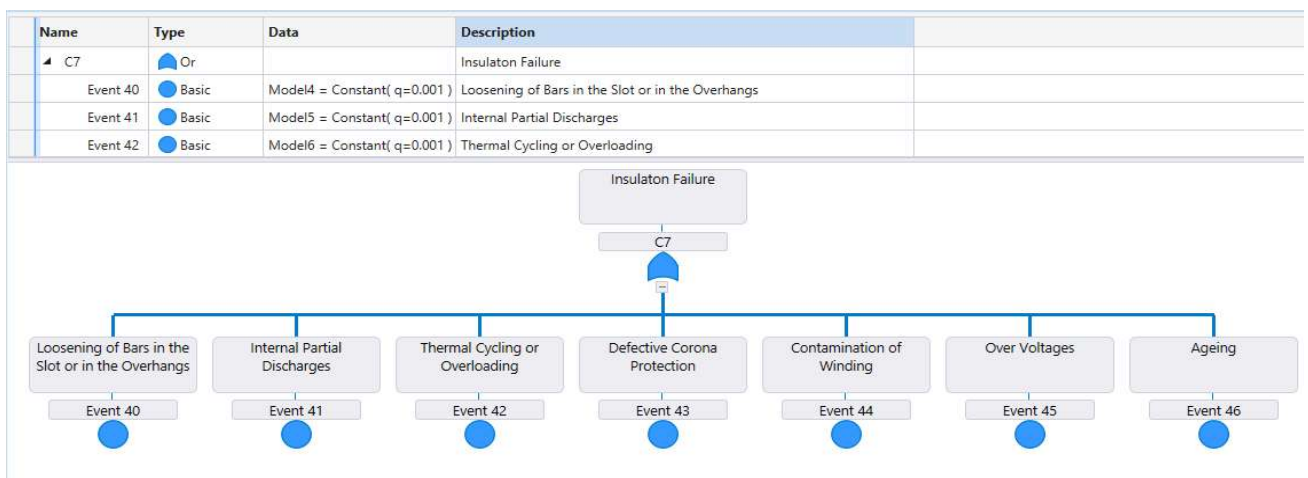 Name Type Data Description
C7 Or Insulaton Failure
Event 40 Basic Model4 = Constant( q=0.001 ) Loosening of Bars in the Slot or in the Overhangs
Event 41 Basic Model5 = Constant( q=0.001 ) Internal Partial Discharges
Event 42 Basic Model6 = Constant( q=0.001 ) Thermal Cycling or Overloading
Insulaton Failure
C7
Loosening of Bars in the
Slot or in the Overhangs
Event 40
Internal Partial
Discharges
Event 41
Thermal Cycling or
Overloading
Event 42
Defective Corona
Protection
Event 43
Contamination of
Winding
Event 44
Over Voltages
Event 45
Ageing
Event 46